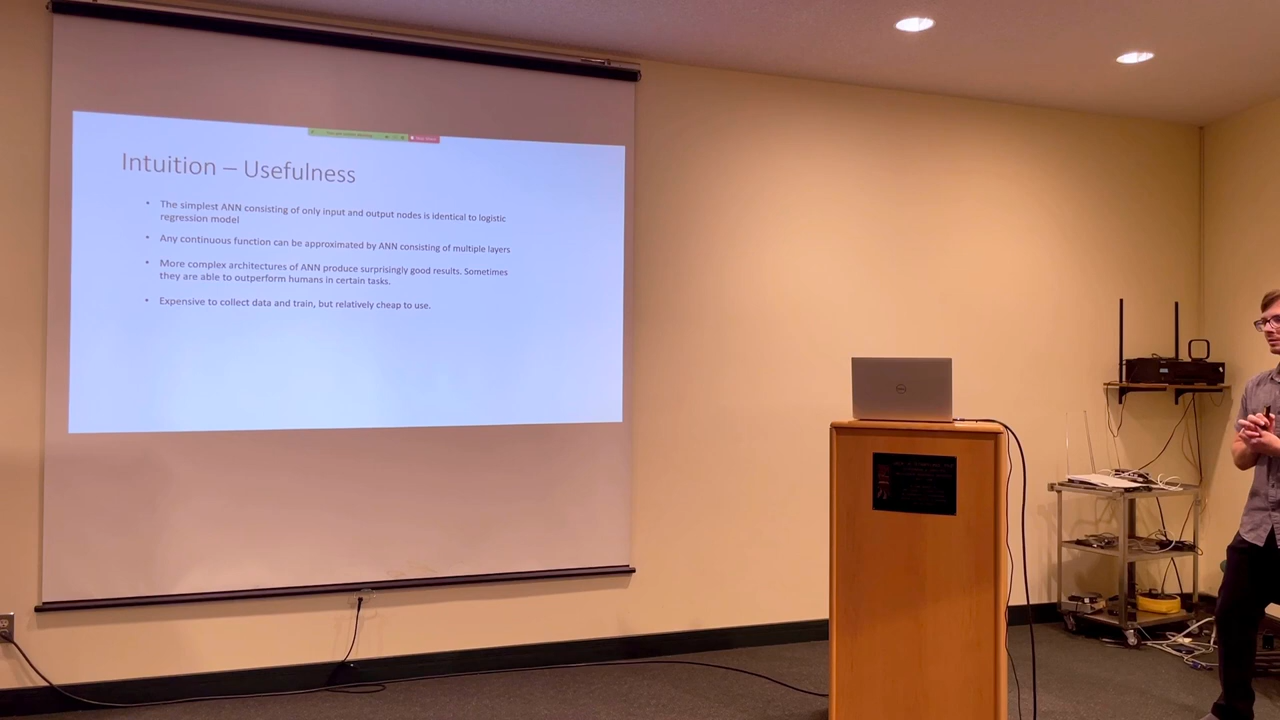 Intuition – Usefulness
• The simplest ANN consisting of only input and output nodes is identical to logistic
regression model
• Any continuous function can be approximated by ANN consisting of multiple layers
• More complex architectures of ANN produce surprisingly good results. Sometimes
they are able to outperform humans in certain tasks.
• Expensive to collect data and train, but relatively cheap to use.
DELL